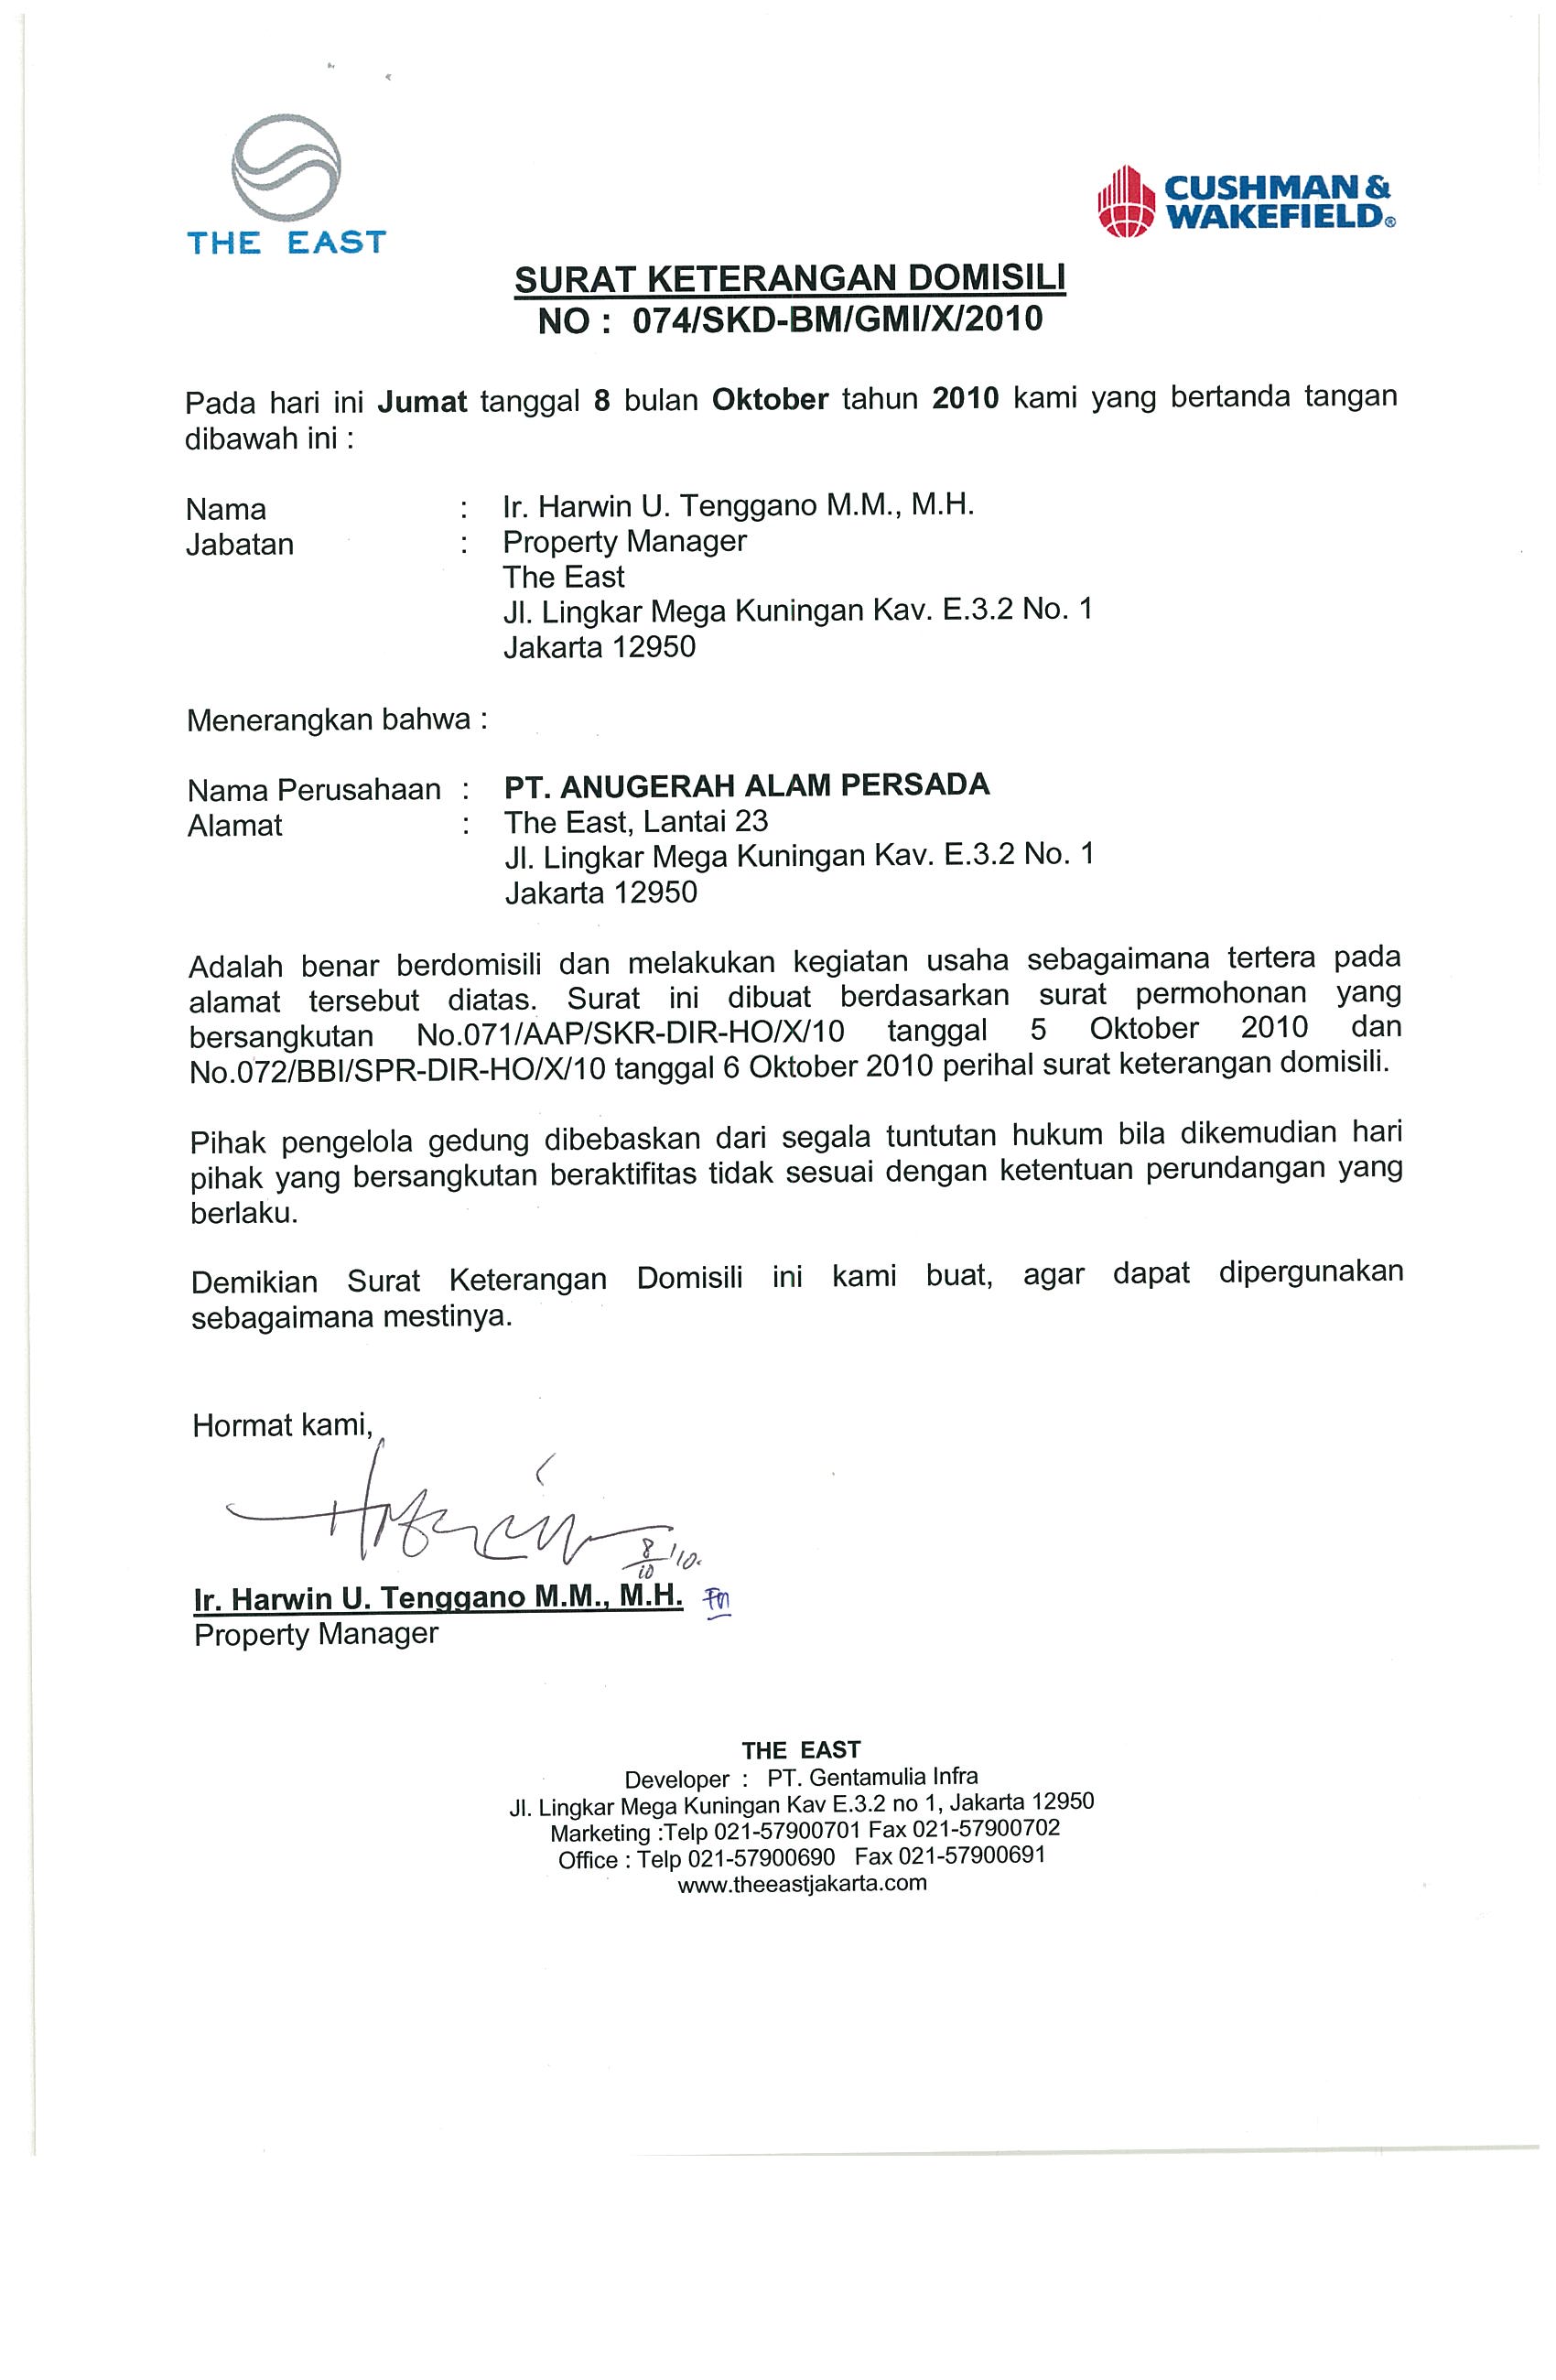 THE EAST
CUSHMAN &
WAKEFIELD®
SURAT KETERANGAN DOMISILI
NO : 074/SKD-BM/GMI/X/2010
Pada hari ini Jumat tanggal 8 bulan Oktober tahun 2010 kami yang bertanda tangan
dibawah ini :
Nama : Ir. Harwin U. Tenggano M.M., M.H.
Jabatan : Property Manager
The East
Jl. Lingkar Mega Kuningan Kav. E.3.2 No. 1
Jakarta 12950
Menerangkan bahwa :
Nama Perusahaan : PT. ANUGERAH ALAM PERSADA
Alamat : The East, Lantai 23
Jl. Lingkar Mega Kuningan Kav. E.3.2 No. 1
Jakarta 12950
Adalah benar berdomisili dan melakukan kegiatan usaha sebagaimana tertera pada
alamat tersebut diatas. Surat ini dibuat berdasarkan surat permohonan yang
bersangkutan No.071/AAP/SKR-DIR-HO/X/10 tanggal 5 Oktober 2010 dan
No.072/BBI/SPR-DIR-HO/X/10 tanggal 6 Oktober 2010 perihal surat keterangan domisili.
Pihak pengelola gedung dibebaskan dari segala tuntutan hukum bila dikemudian hari
pihak yang bersangkutan beraktifitas tidak sesuai dengan ketentuan perundangan yang
berlaku.
Demikian Surat Keterangan Domisili ini kami buat, agar dapat dipergunakan
sebagaimana mestinya.
Hormat kami,
8/10 '10.
Ir. Harwin U. Tenggano M.M., M.H.
Property Manager
THE EAST
Developer : PT. Gentamulia Infra
Jl. Lingkar Mega Kuningan Kav E.3.2 no 1, Jakarta 12950
Marketing :Telp 021-57900701 Fax 021-57900702
Office : Telp 021-57900690 Fax 021-57900691
www.theeastjakarta.com